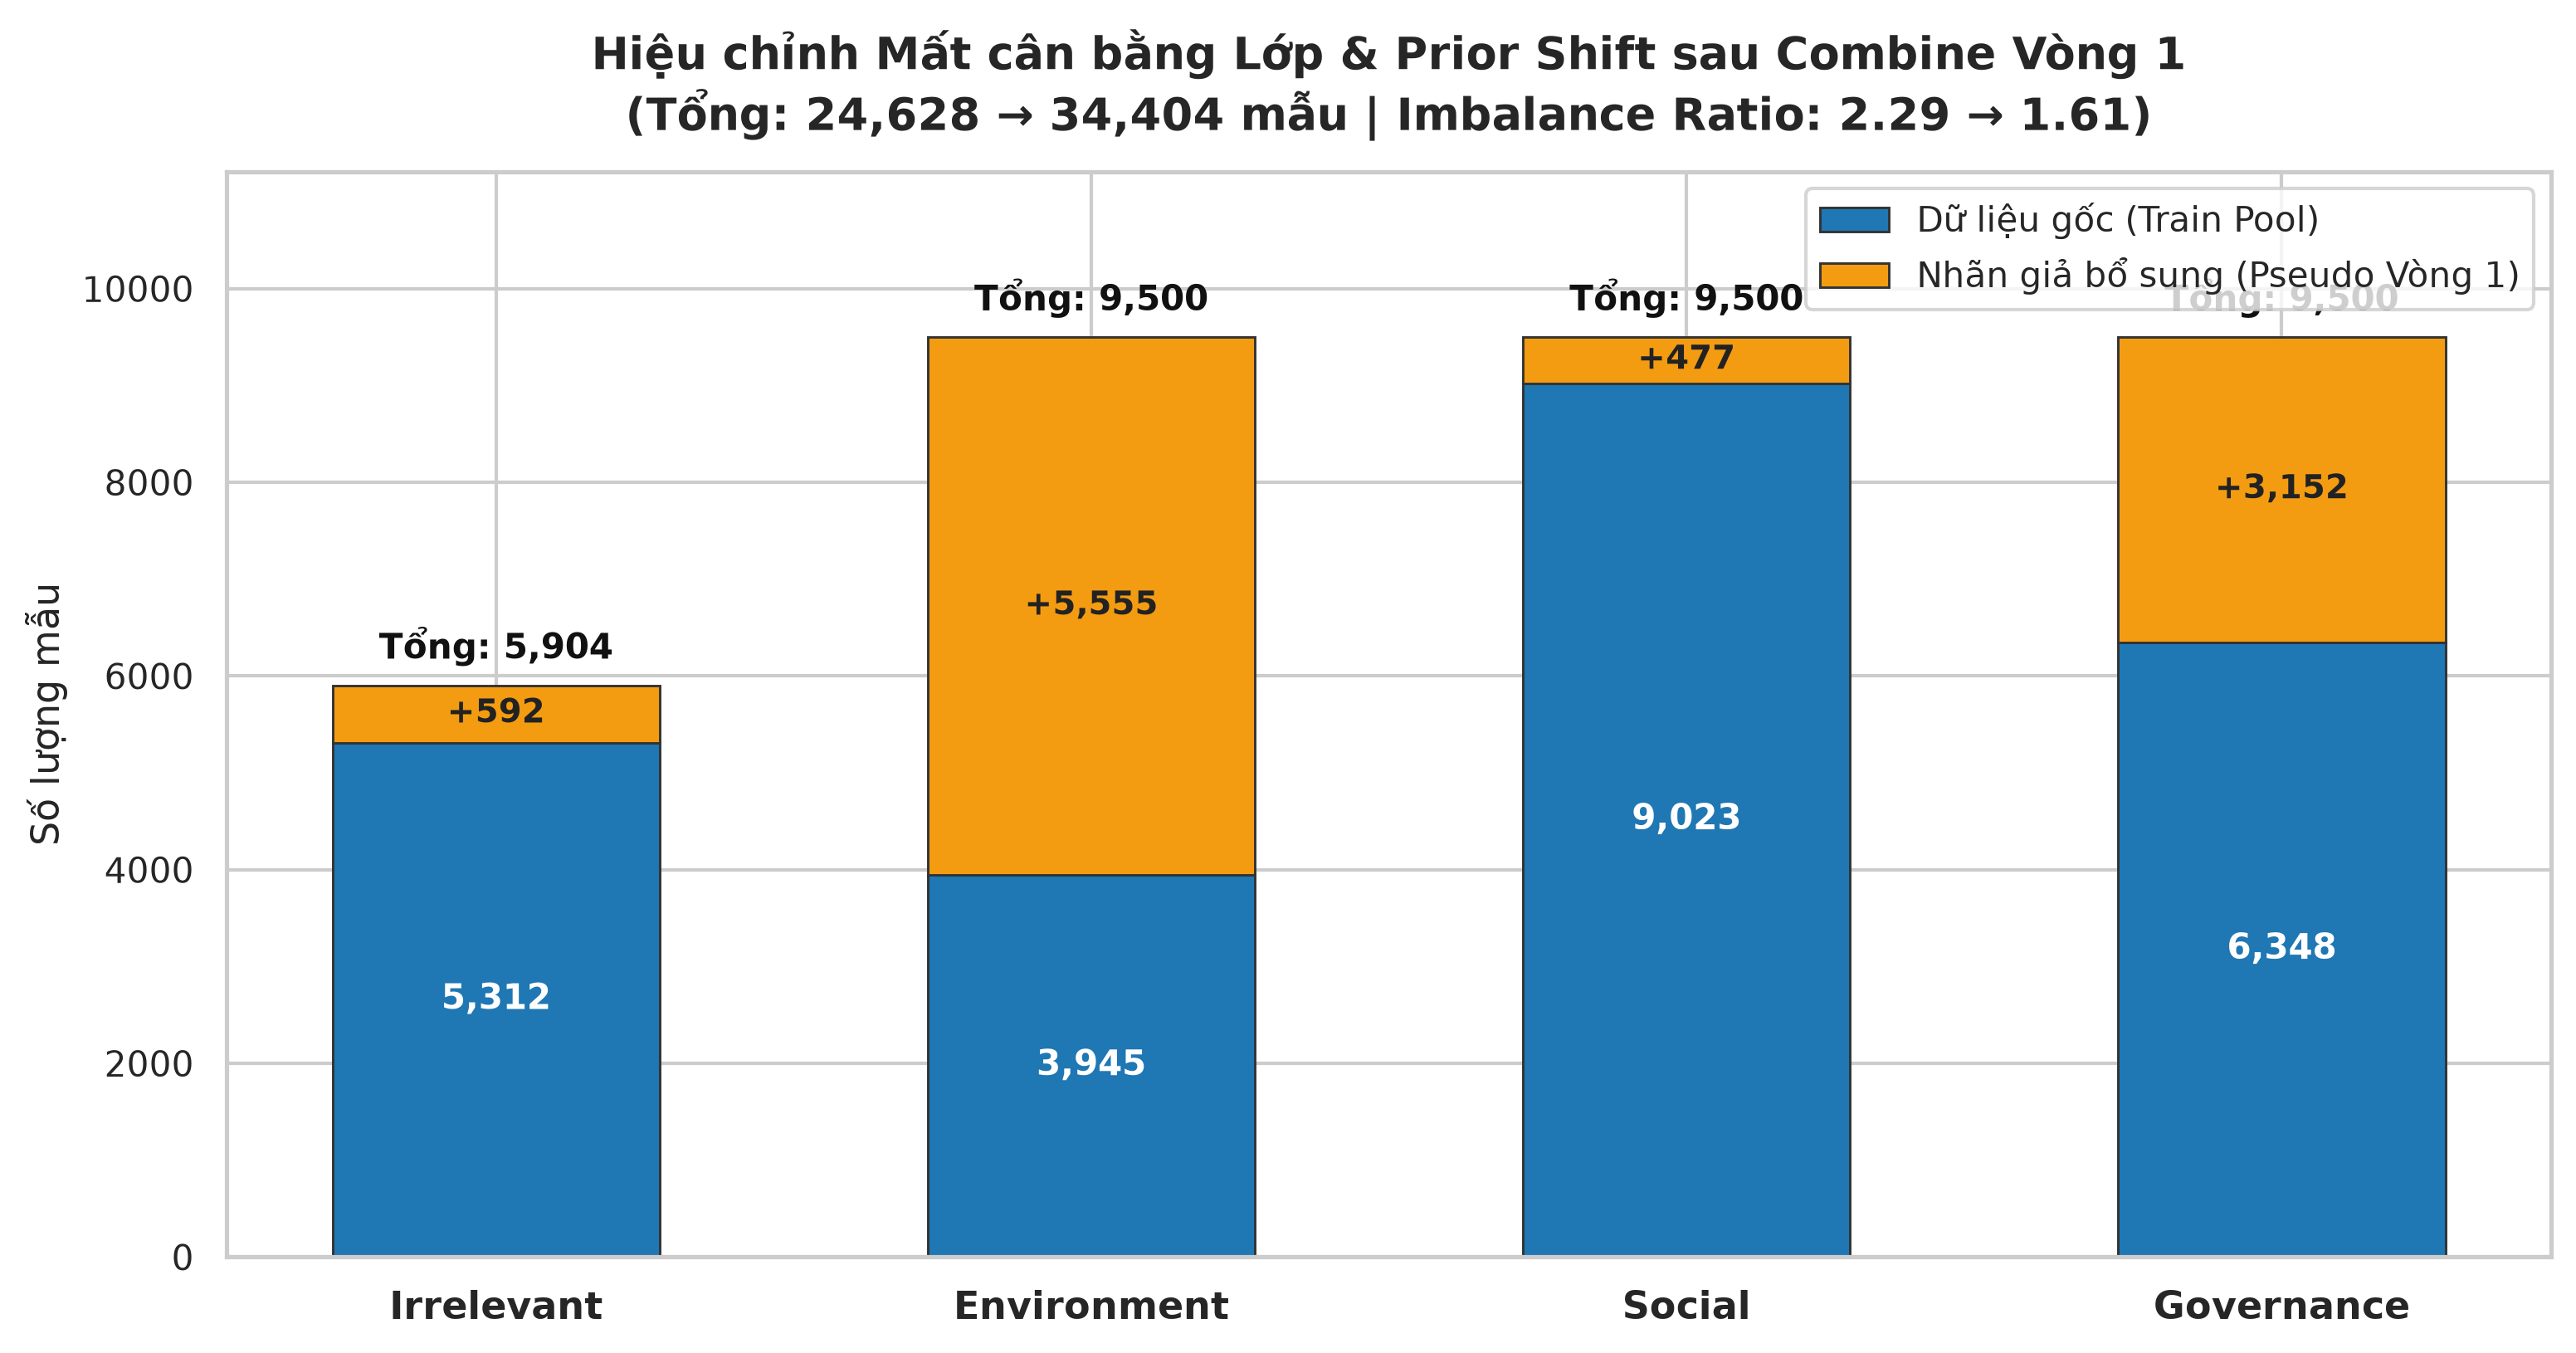 Hiệu chỉnh Mất cân bằng Lớp & Prior Shift sau Combine Vòng 1
(Tổng: 24,628 → 34,404 mẫu | Imbalance Ratio: 2.29 → 1.61)
Dữ liệu gốc (Train Pool)
Nhãn giả bổ sung (Pseudo Vòng 1)
Số lượng mẫu
10000
8000
6000
4000
2000
0
Tổng: 5,904
+592
5,312
Tổng: 9,500
+5,555
3,945
Tổng: 9,500
+477
9,023
Tổng: 9,500
+3,152
6,348
Irrelevant
Environment
Social
Governance